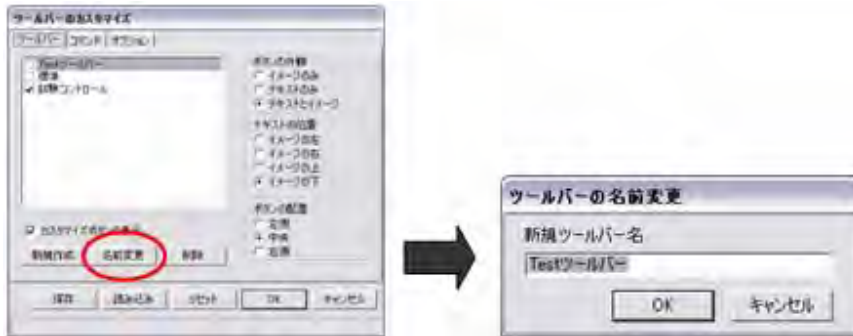 ツールバーのカスタマイズ
ツールバー コマンド オプション
Testツールバー
標準
試験コントロール
ボタンの外観
イメージのみ
テキストのみ
テキストとイメージ
テキストの位置
イメージの左
イメージの右
イメージの上
イメージの下
ボタンの配置
左側
中央
右側
新規作成 名前変更 削除
保存 読み込み リセット OK キャンセル
ツールバーの名前変更
新規ツールバー名
Testツールバー
OK キャンセル